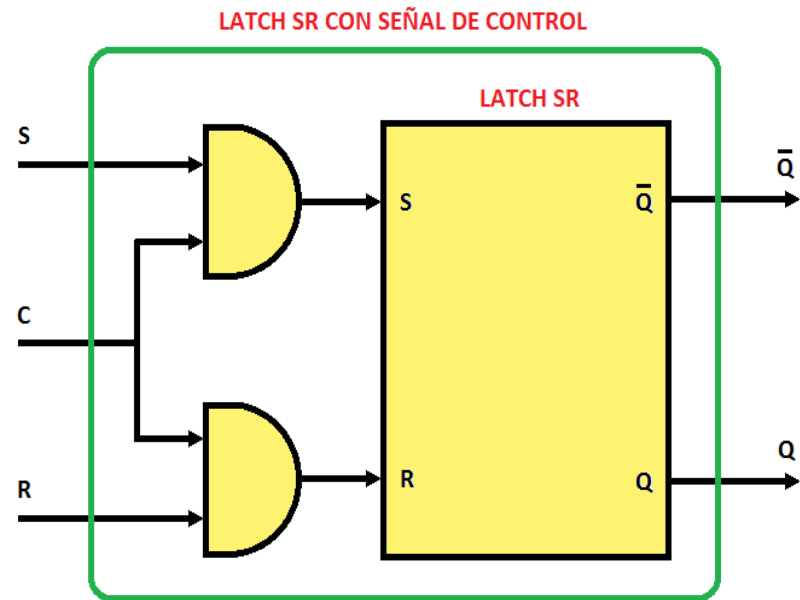 LATCH SR CON SEÑAL DE CONTROL
LATCH SR
S
Q̅
S
Q̅
C
Q
R
R
Q